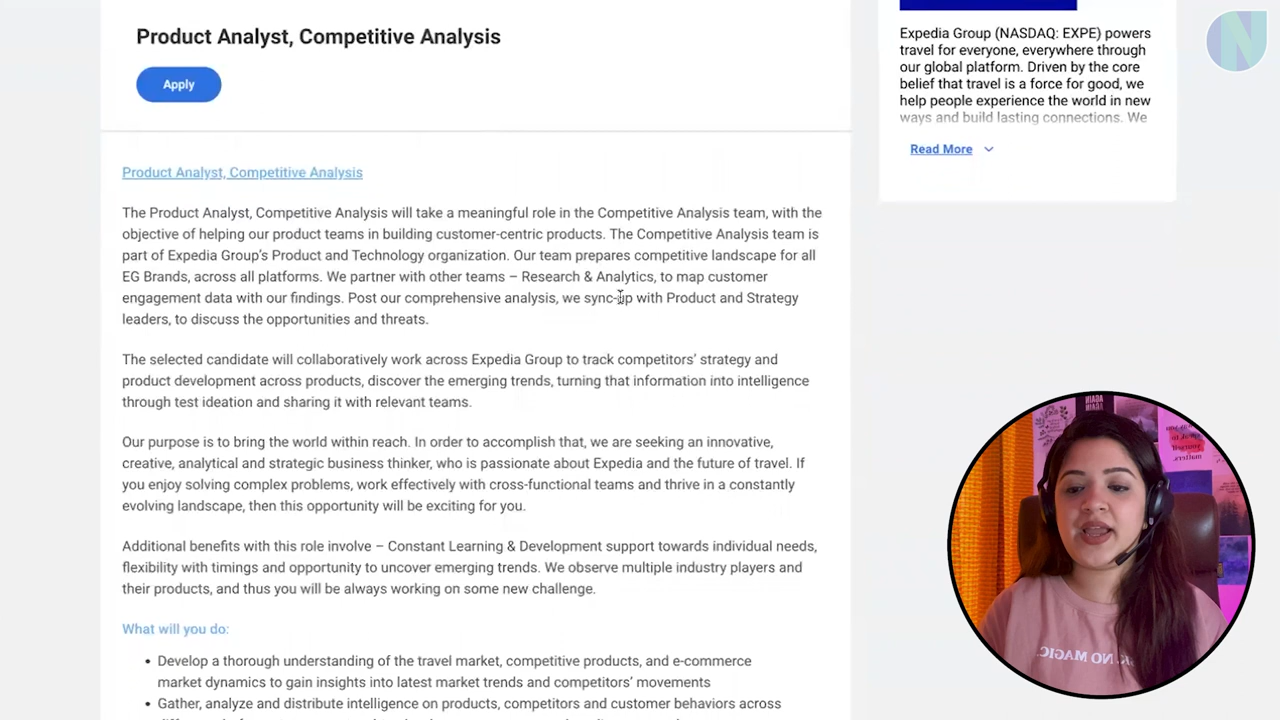 Product Analyst, Competitive Analysis
Apply
Product Analyst, Competitive Analysis
The Product Analyst, Competitive Analysis will take a meaningful role in the Competitive Analysis team, with the
objective of helping our product teams in building customer-centric products. The Competitive Analysis team is
part of Expedia Group's Product and Technology organization. Our team prepares competitive landscape for all
EG Brands, across all platforms. We partner with other teams – Research & Analytics, to map customer
engagement data with our findings. Post our comprehensive analysis, we sync-up with Product and Strategy
leaders, to discuss the opportunities and threats.
The selected candidate will collaboratively work across Expedia Group to track competitors' strategy and
product development across products, discover the emerging trends, turning that information into intelligence
through test ideation and sharing it with relevant teams.
Our purpose is to bring the world within reach. In order to accomplish that, we are seeking an innovative,
creative, analytical and strategic business thinker, who is passionate about Expedia and the future of travel. If
you enjoy solving complex problems, work effectively with cross-functional teams and thrive in a constantly
evolving landscape, then this opportunity will be exciting for you.
Additional benefits with this role involve – Constant Learning & Development support towards individual needs,
flexibility with timings and opportunity to uncover emerging trends. We observe multiple industry players and
their products, and thus you will be always working on some new challenge.
What will you do:
• Develop a thorough understanding of the travel market, competitive products, and e-commerce
market dynamics to gain insights into latest market trends and competitors' movements
• Gather, analyze and distribute intelligence on products, competitors and customer behaviors across
Expedia Group (NASDAQ: EXPE) powers
travel for everyone, everywhere through
our global platform. Driven by the core
belief that travel is a force for good, we
help people experience the world in new
ways and build lasting connections. We
Read More
N
NO MAGIC.